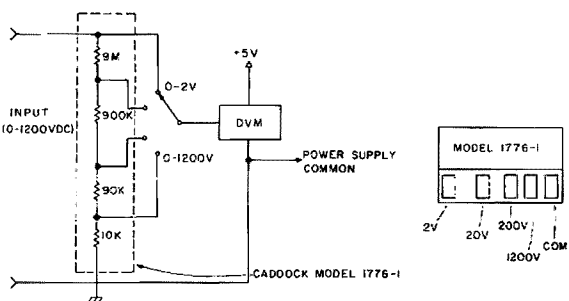 9M
+5V
0-2V
INPUT
(0-1200VDC)
900K
DVM
MODEL 1776-1
0-1200V
POWER SUPPLY
COMMON
90K
2V
20V
200V
1200V
COM
10K
CADDOCK MODEL 1776-1